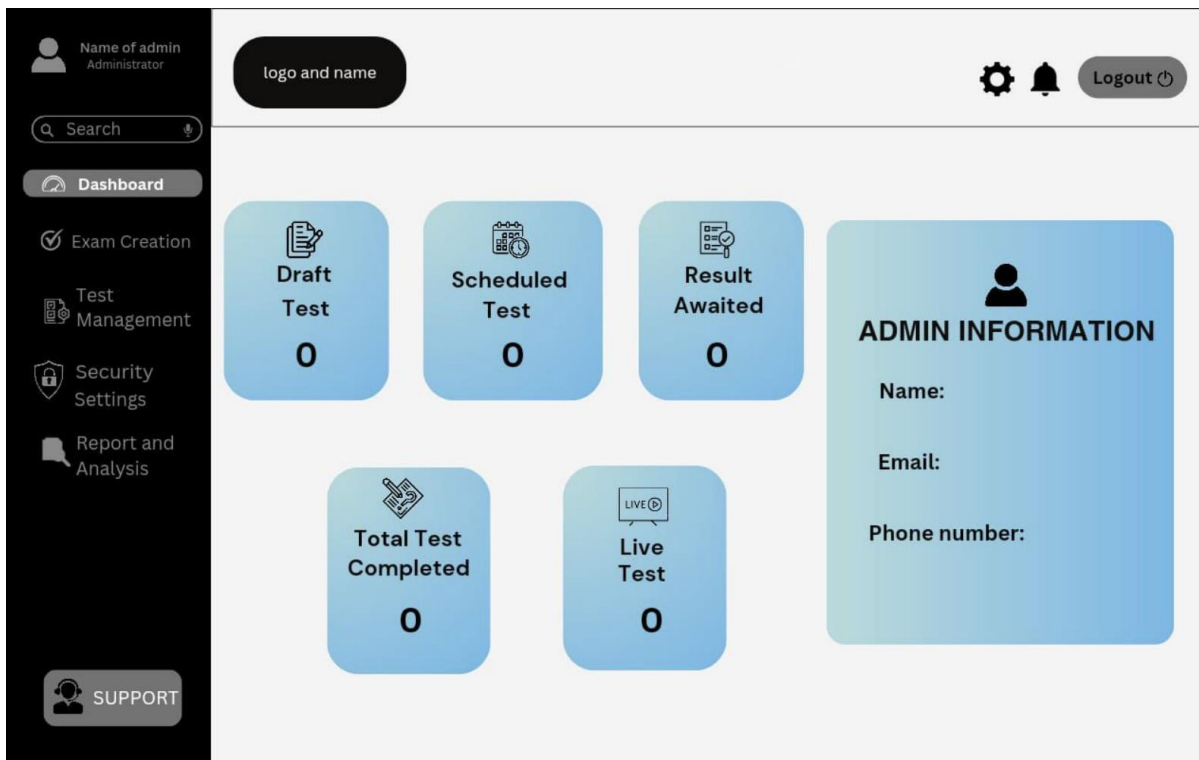 Name of admin
Administrator
Search
Dashboard
Exam Creation
Test
Management
Security
Settings
Report and
Analysis
SUPPORT
logo and name
Logout
Draft
Test
0
Scheduled
Test
0
Result
Awaited
0
Total Test
Completed
0
LIVE
Live
Test
0
ADMIN INFORMATION
Name:
Email:
Phone number: